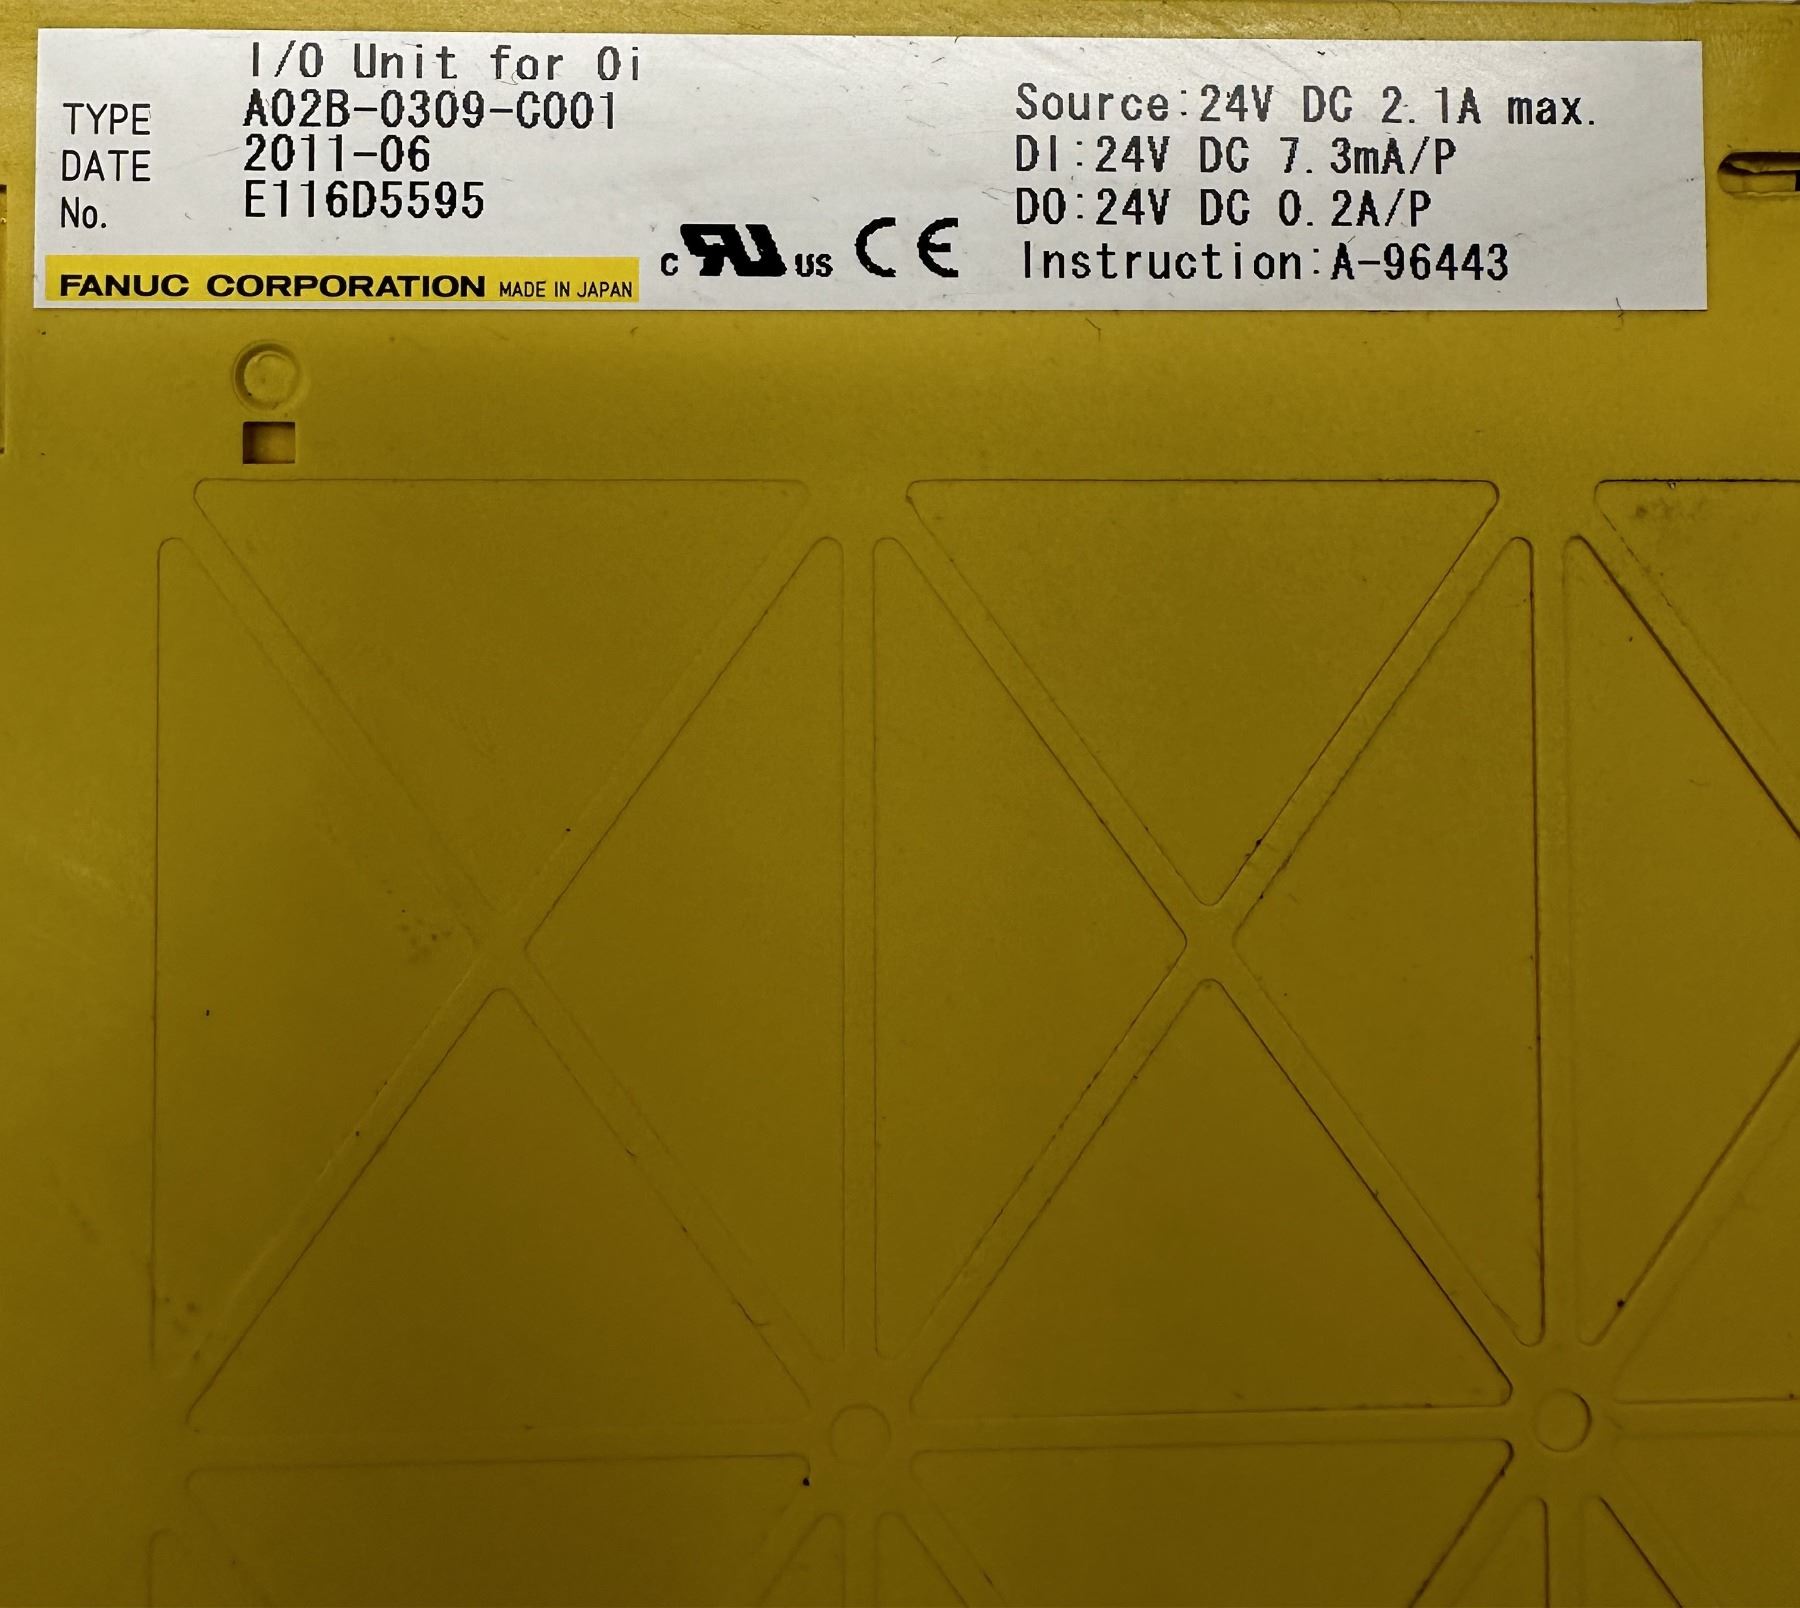 I/O Unit for 0i
TYPE A02B-0309-C001
DATE 2011-06
No. E116D5595
FANUC CORPORATION MADE IN JAPAN
c RU US CE
Source:24V DC 2.1A max.
DI:24V DC 7.3mA/P
DO:24V DC 0.2A/P
Instruction:A-96443